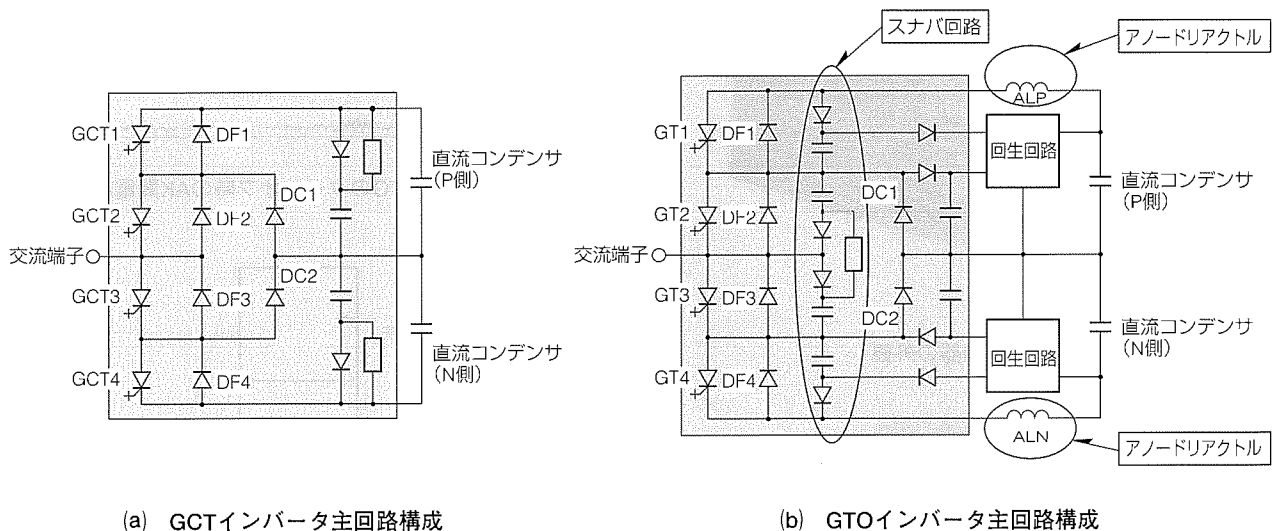 GCT1
DF1
GCT2
DF2
DC1
交流端子
DC2
GCT3
DF3
GCT4
DF4
直流コンデンサ
(P側)
直流コンデンサ
(N側)
(a) GCTインバータ主回路構成
スナバ回路
アノードリアクトル
ALP
GT1
DF1
回生回路
GT2
DF2
DC1
直流コンデンサ
(P側)
交流端子
GT3
DF3
DC2
GT4
DF4
回生回路
直流コンデンサ
(N側)
ALN
アノードリアクトル
(b) GTOインバータ主回路構成